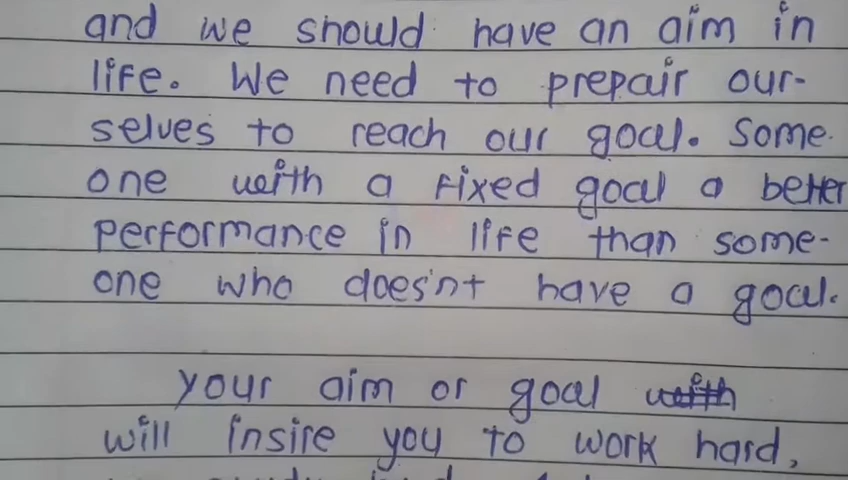 and we should have an aim in
life. We need to prepair our-
selves to reach our goal. Some
one with a fixed goal a better
performance in life than some-
one who does'nt have a goal.
your aim or goal with
will insire you to work hard,